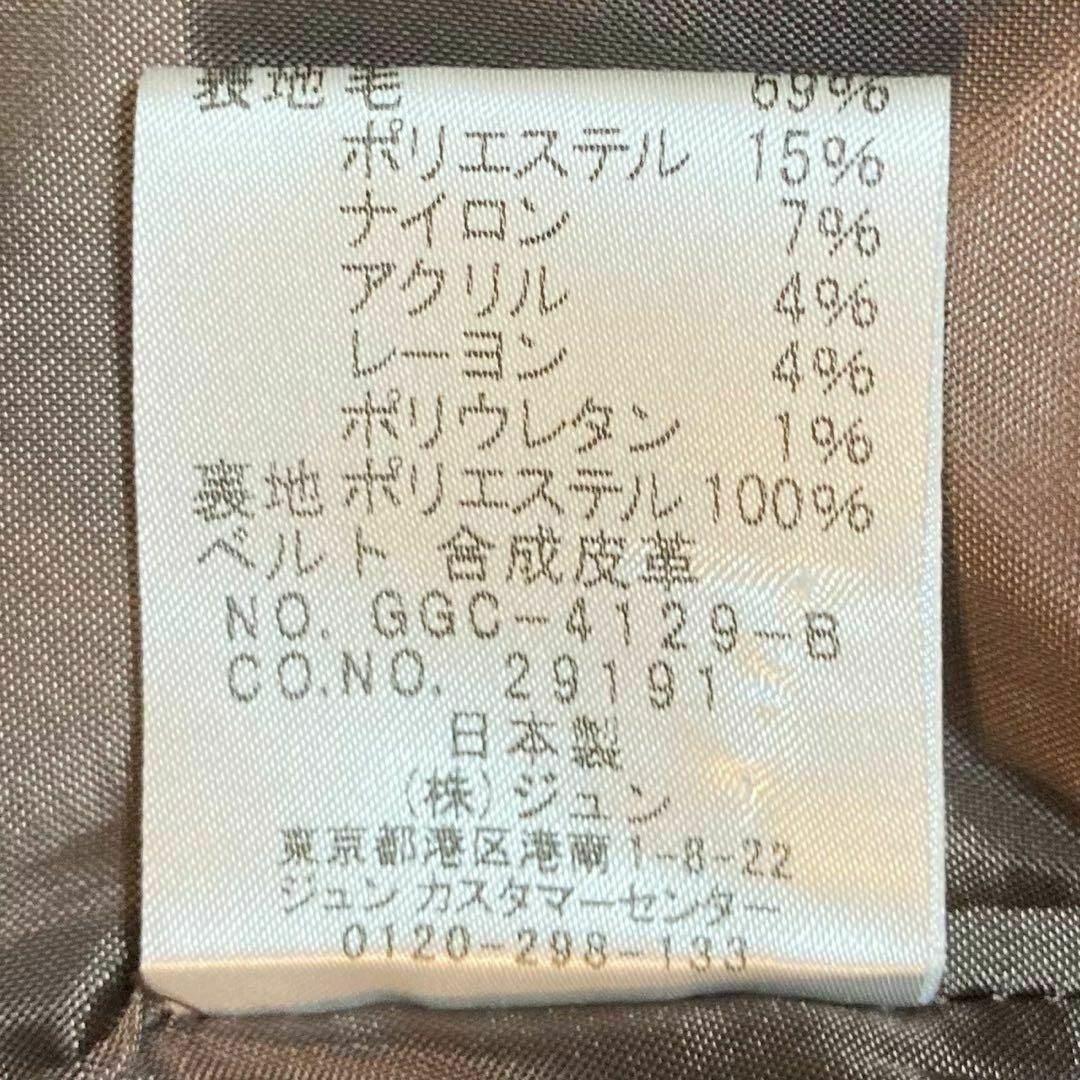 表地 毛 69%
ポリエステル 15%
ナイロン 7%
アクリル 4%
レーヨン 4%
ポリウレタン 1%
裏地 ポリエステル 100%
ベルト 合成皮革
NO. GGC-4129-B
CO.NO. 29191
日本製
(株)ジュン
東京都港区港南1-8-22
ジュン カスタマーセンター
0120-298-133